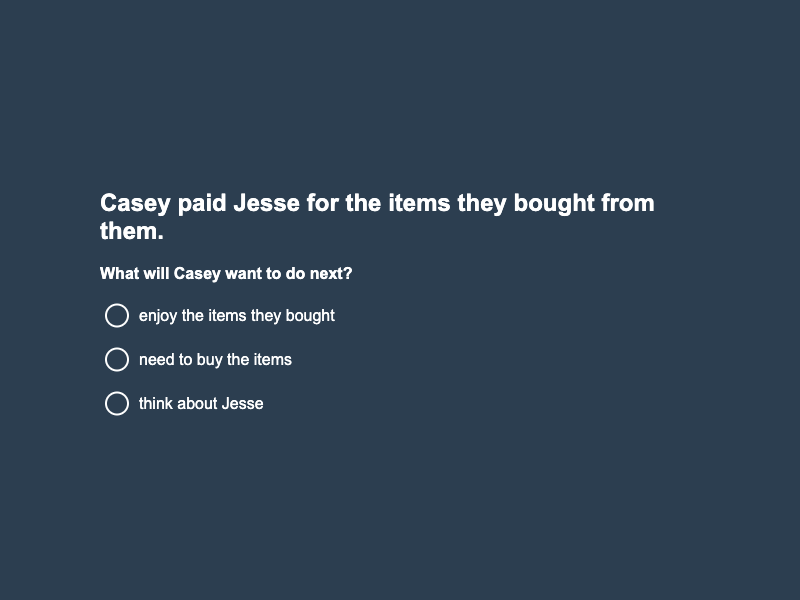 Casey paid Jesse for the items they bought from
them.
What will Casey want to do next?
enjoy the items they bought
need to buy the items
think about Jesse